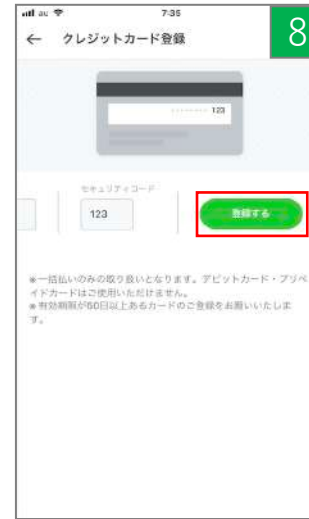 au 7:35
8
← クレジットカード登録
123
セキュリティコード
123
登録する
※一括払いのみの取り扱いとなります。デビットカード・プリペ
イドカードはご使用いただけません。
※有効期限が60日以上あるカードのご登録をお願いいたしま
す。